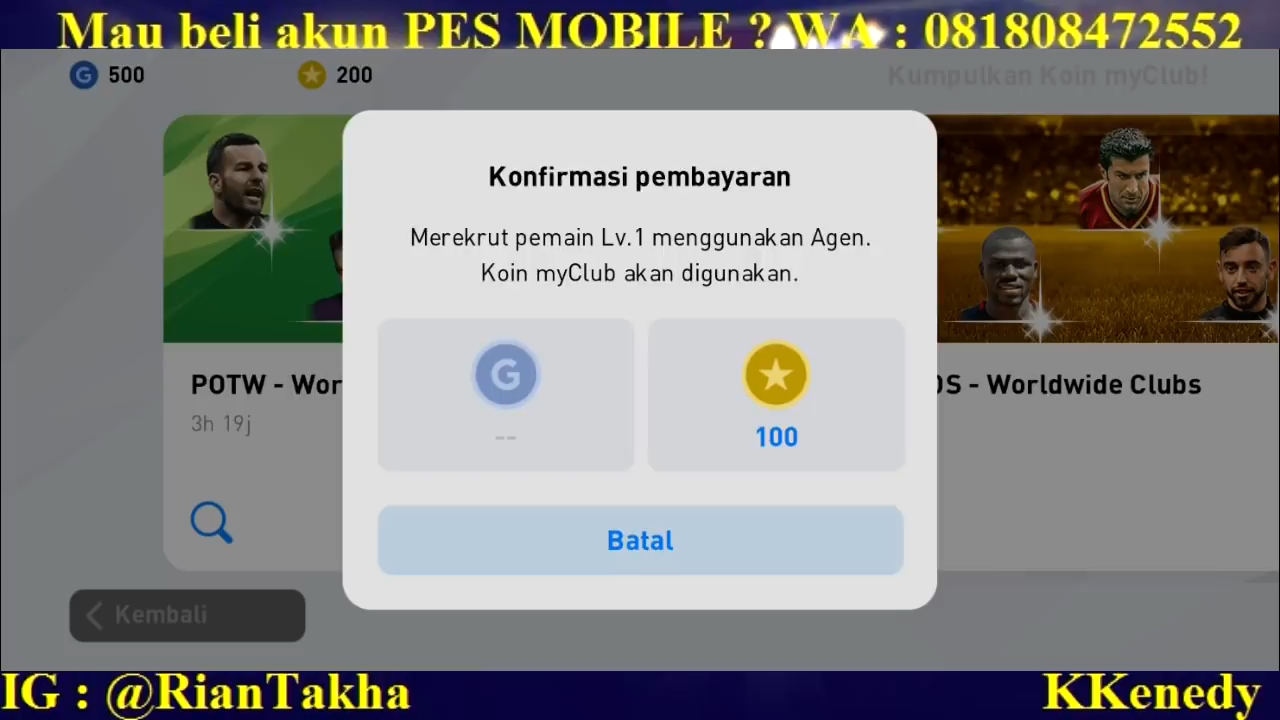 Mau beli akun PES MOBILE ? WA : 081808472552
500
200
Kumpulkan Koin myClub!
Konfirmasi pembayaran
Merekrut pemain Lv.1 menggunakan Agen.
Koin myClub akan digunakan.
G
--
100
Batal
POTW - Wor
3h 19j
OS - Worldwide Clubs
Kembali
IG : @RianTakha
KKenedy